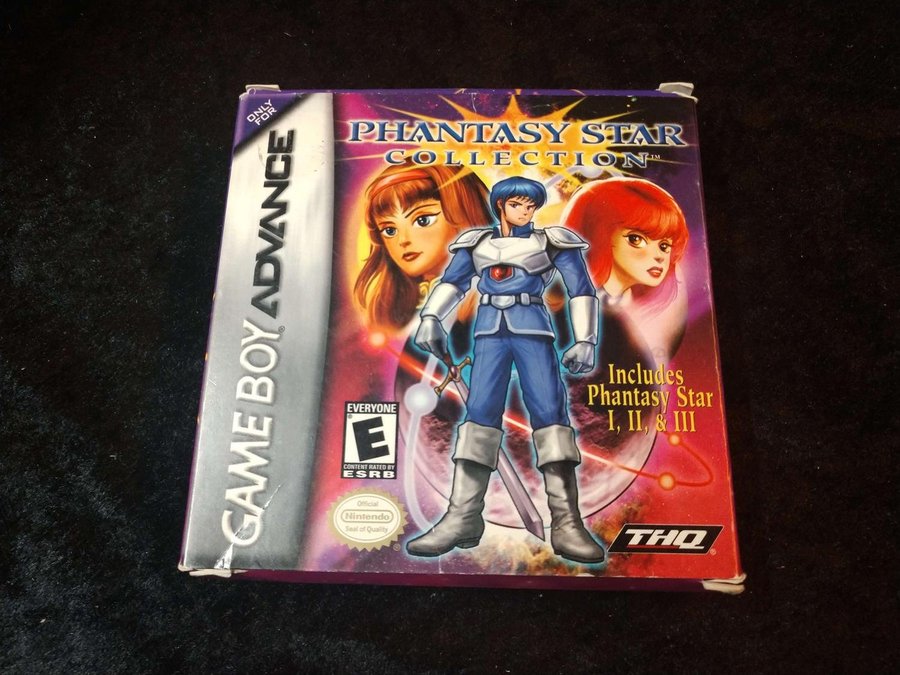 ONLY
FOR
GAME BOY ADVANCE
®
PHANTASY STAR
COLLECTION™
Includes
Phantasy Star
I, II, & III
EVERYONE
E
CONTENT RATED BY
ESRB
Official
Nintendo
Seal of Quality
®
THQ
®